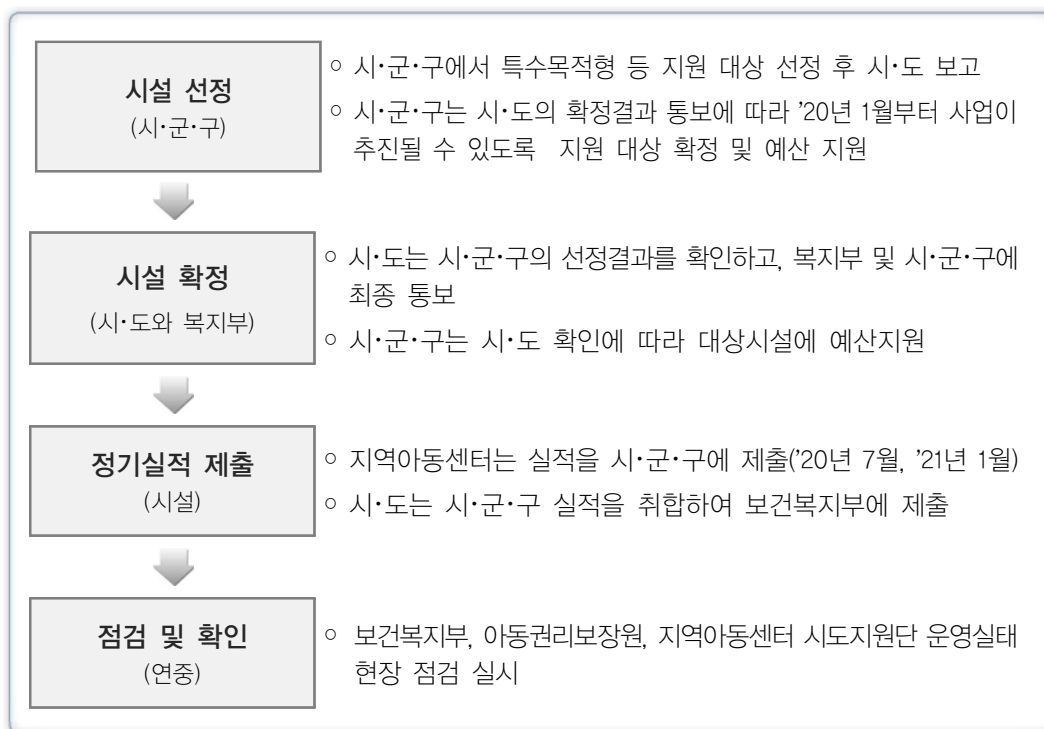 시설 선정
(시･군･구)
◦ 시･군･구에서 특수목적형 등 지원 대상 선정 후 시･도 보고
◦ 시･군･구는 시･도의 확정결과 통보에 따라 '20년 1월부터 사업이
추진될 수 있도록 지원 대상 확정 및 예산 지원
시설 확정
(시･도와 복지부)
◦ 시･도는 시･군･구의 선정결과를 확인하고, 복지부 및 시･군･구에
최종 통보
◦ 시･군･구는 시･도 확인에 따라 대상시설에 예산지원
정기실적 제출
(시설)
◦ 지역아동센터는 실적을 시･군･구에 제출('20년 7월, '21년 1월)
◦ 시･도는 시･군･구 실적을 취합하여 보건복지부에 제출
점검 및 확인
(연중)
◦ 보건복지부, 아동권리보장원, 지역아동센터 시도지원단 운영실태
현장 점검 실시